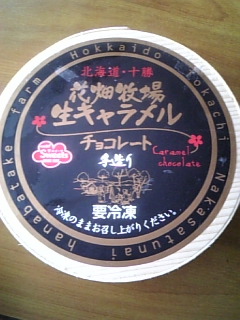 Hokkaido Tokachi Nakasatunai
hanabatake farm
北海道・十勝
花畑牧場
生キャラメル
チョコレート
手造り
Caramel
chocolate
Sweets
要冷凍
冷凍のままお召し上がりください。